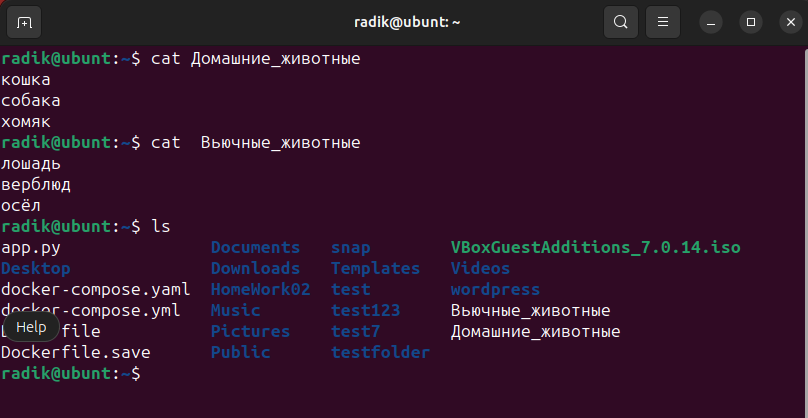 radik@ubunt: ~
radik@ubunt:~$ cat Домашние_животные
кошка
собака
хомяк
radik@ubunt:~$ cat  Вьючные_животные
лошадь
верблюд
осёл
radik@ubunt:~$ ls
app.py Documents snap VBoxGuestAdditions_7.0.14.iso
Desktop Downloads Templates Videos
docker-compose.yaml HomeWork02 test wordpress
docker-compose.yml Music test123 Вьючные_животные
Help file Pictures test7 Домашние_животные
Dockerfile.save Public testfolder
radik@ubunt:~$